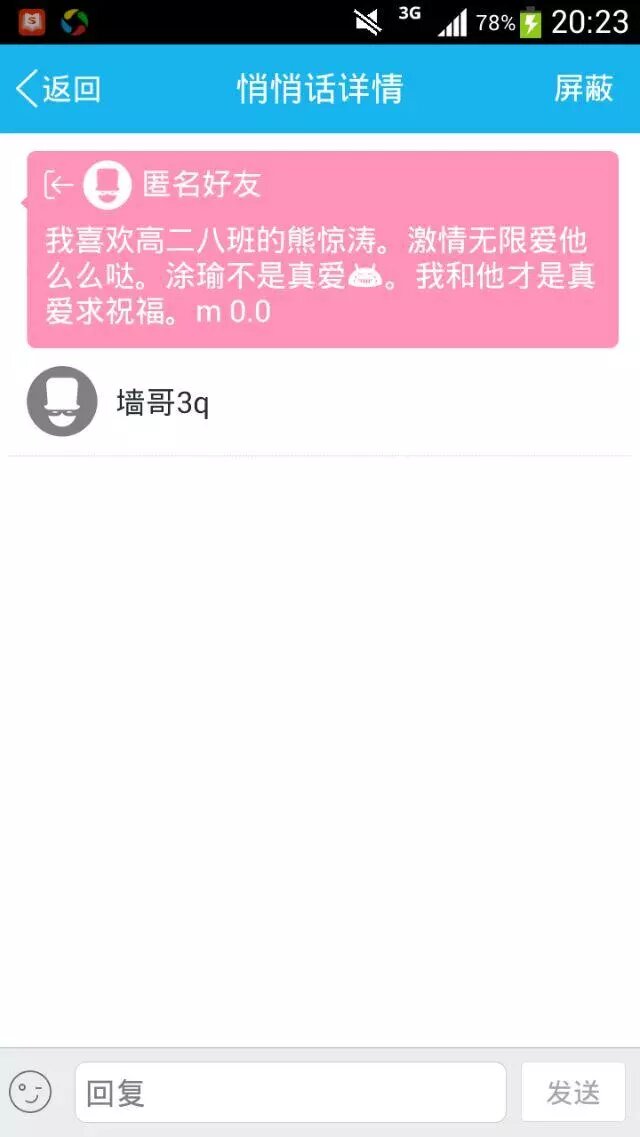 3G 78% 20:23
返回 悄悄话详情 屏蔽
匿名好友
我喜欢高二八班的熊惊涛。激情无限爱他
么么哒。涂瑜不是真爱。我和他才是真
爱求祝福。m 0.0
墙哥3q
回复 发送